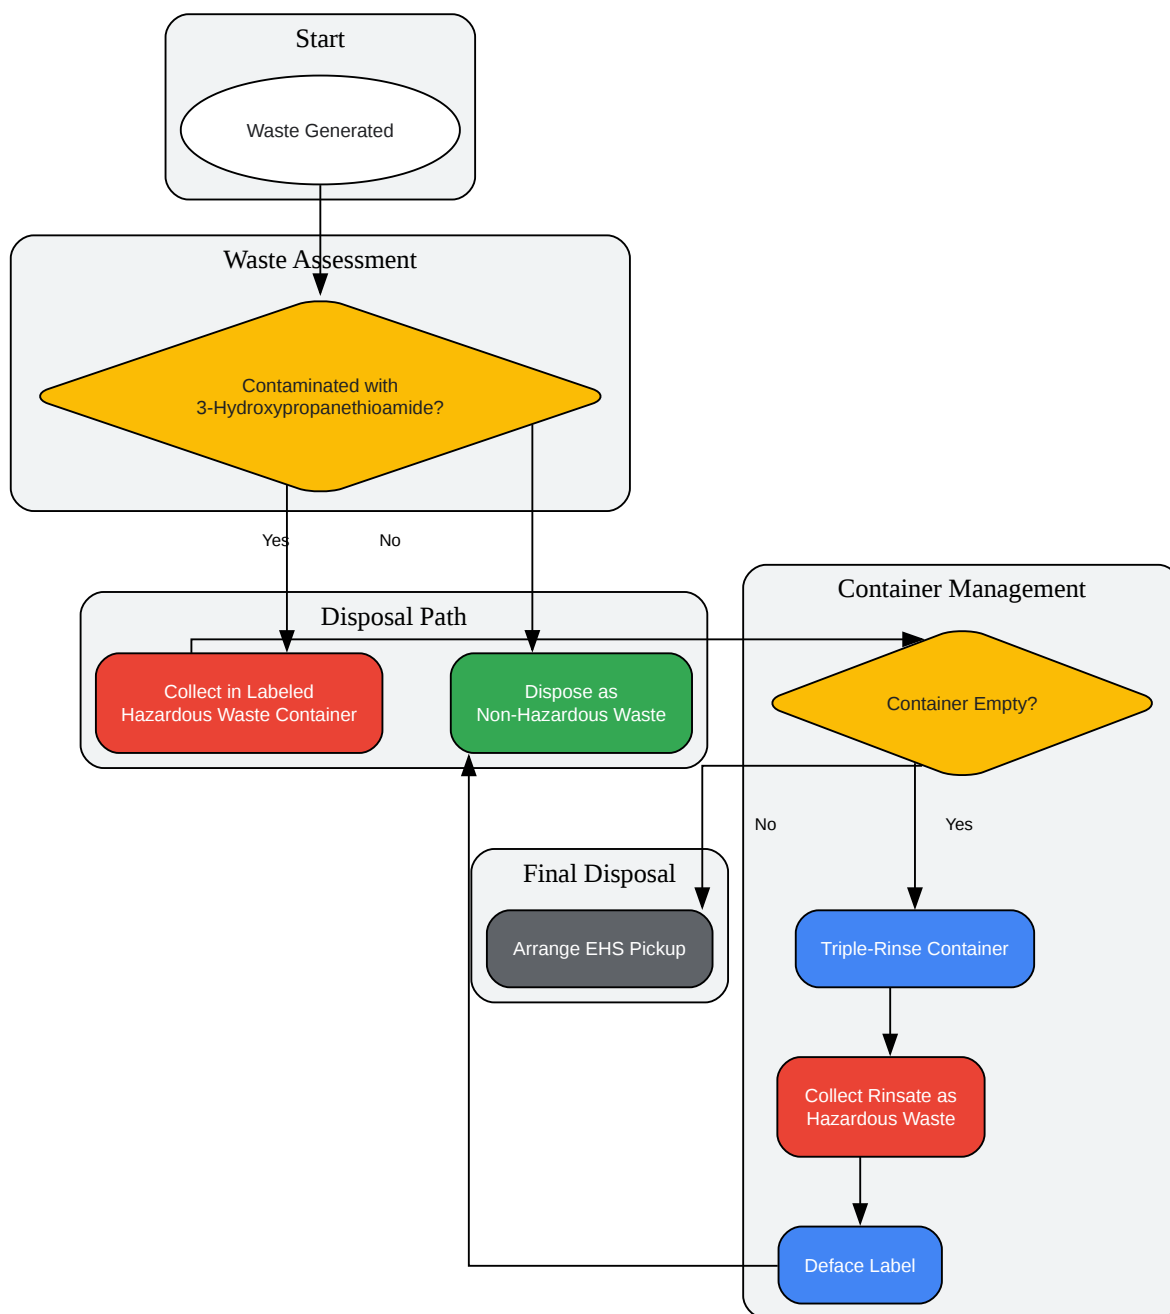 Start
Waste Generated
Waste Assessment
Contaminated with
3-Hydroxypropanethioamide?
Yes
No
Disposal Path
Collect in Labeled
Hazardous Waste Container
Dispose as
Non-Hazardous Waste
Container Management
Container Empty?
No
Yes
Final Disposal
Arrange EHS Pickup
Triple-Rinse Container
Collect Rinsate as
Hazardous Waste
Deface Label